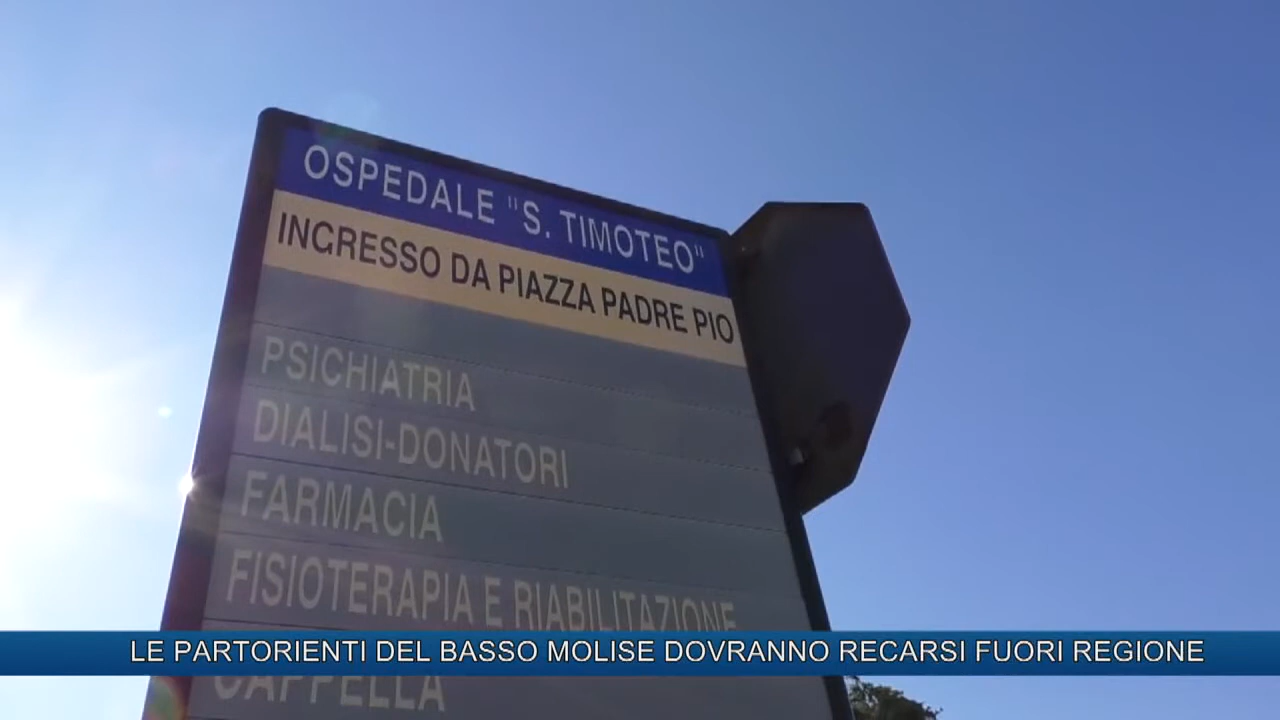 OSPEDALE "S. TIMOTEO"
INGRESSO DA PIAZZA PADRE PIO
PSICHIATRIA
DIALISI-DONATORI
FARMACIA
FISIOTERAPIA E RIABILITAZIONE
LE PARTORIENTI DEL BASSO MOLISE DOVRANNO RECARSI FUORI REGIONE
CAPPELLA